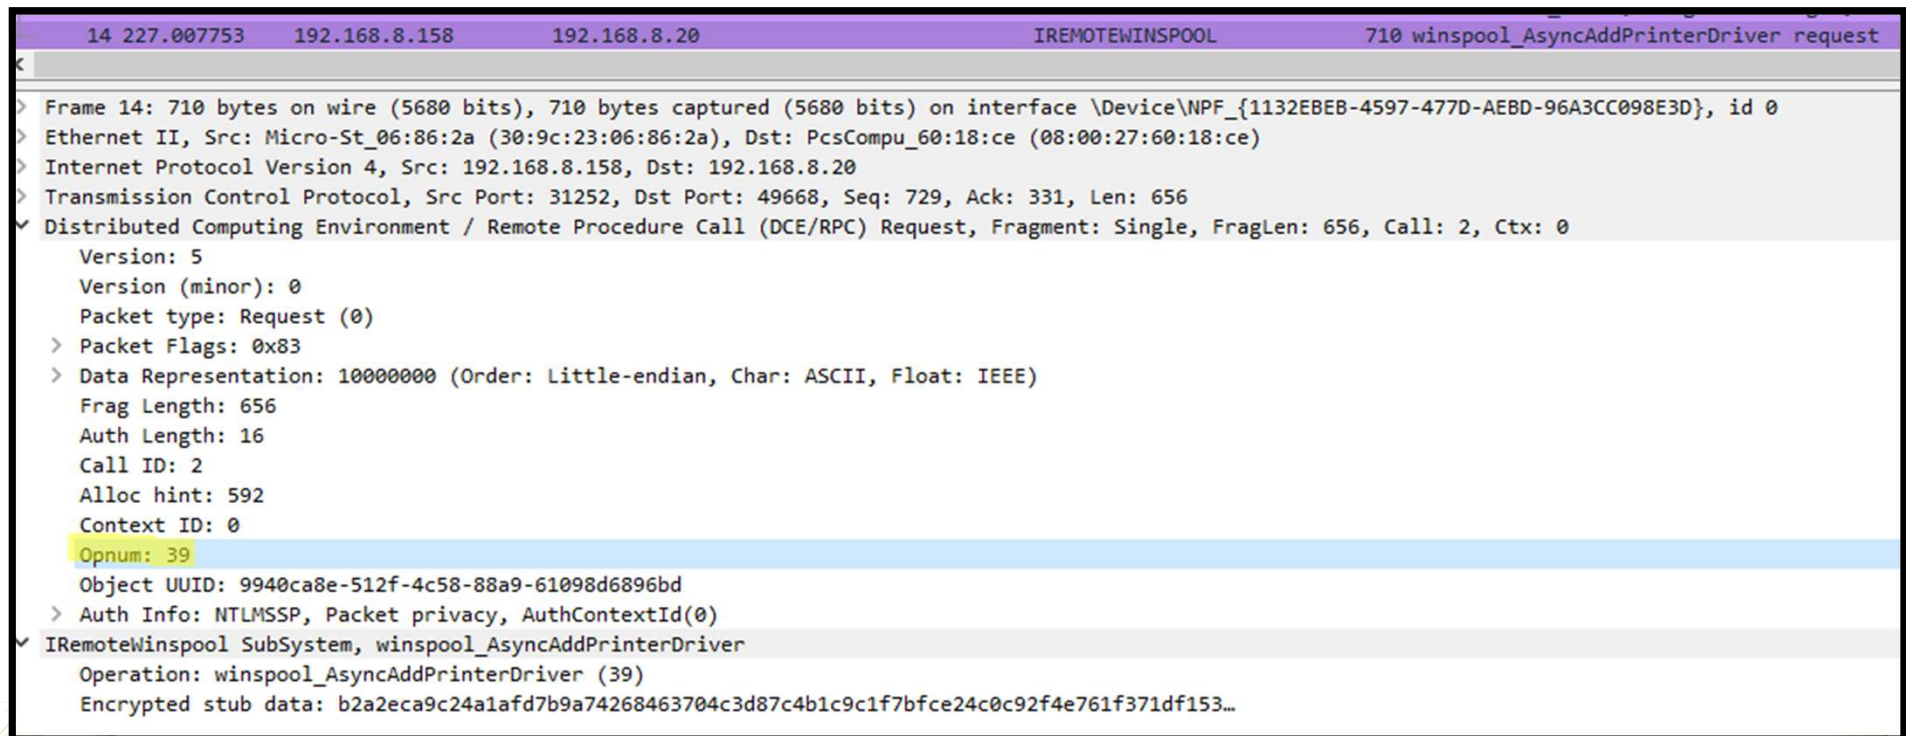 14 227.007753 192.168.8.158 192.168.8.20 IREMOTEWINSPOOL 710 winspool_AsyncAddPrinterDriver request
Frame 14: 710 bytes on wire (5680 bits), 710 bytes captured (5680 bits) on interface \Device\NPF_{1132EBEB-4597-477D-AEBD-96A3CC098E3D}, id 0
Ethernet II, Src: Micro-St_06:86:2a (30:9c:23:06:86:2a), Dst: PcsCompu_60:18:ce (08:00:27:60:18:ce)
Internet Protocol Version 4, Src: 192.168.8.158, Dst: 192.168.8.20
Transmission Control Protocol, Src Port: 31252, Dst Port: 49668, Seq: 729, Ack: 331, Len: 656
Distributed Computing Environment / Remote Procedure Call (DCE/RPC) Request, Fragment: Single, FragLen: 656, Call: 2, Ctx: 0
Version: 5
Version (minor): 0
Packet type: Request (0)
Packet Flags: 0x83
Data Representation: 10000000 (Order: Little-endian, Char: ASCII, Float: IEEE)
Frag Length: 656
Auth Length: 16
Call ID: 2
Alloc hint: 592
Context ID: 0
Opnum: 39
Object UUID: 9940ca8e-512f-4c58-88a9-61098d6896bd
Auth Info: NTLMSSP, Packet privacy, AuthContextId(0)
IRemoteWinspool SubSystem, winspool_AsyncAddPrinterDriver
Operation: winspool_AsyncAddPrinterDriver (39)
Encrypted stub data: b2a2eca9c24a1afd7b9a74268463704c3d87c4b1c9c1f7bfce24c0c92f4e761f371df153…